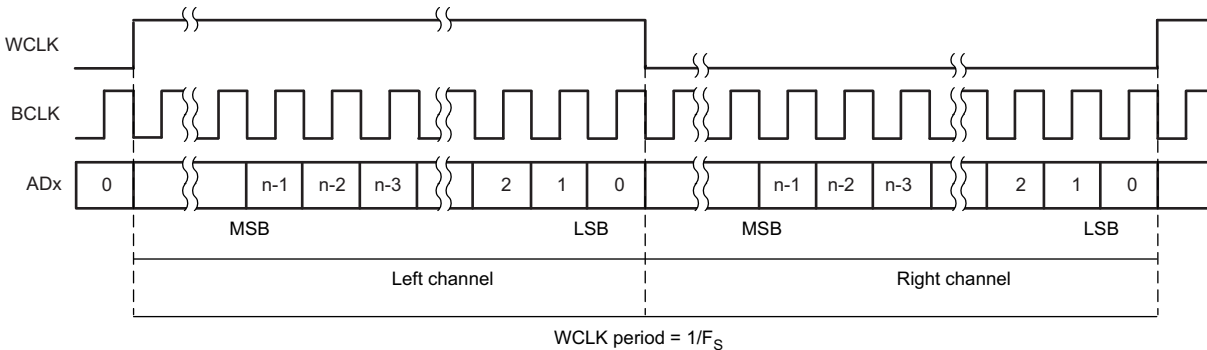 WCLK
BCLK
ADx 0 n-1 n-2 n-3 2 1 0 n-1 n-2 n-3 2 1 0
MSB LSB MSB LSB
Left channel Right channel
WCLK period = 1/FS